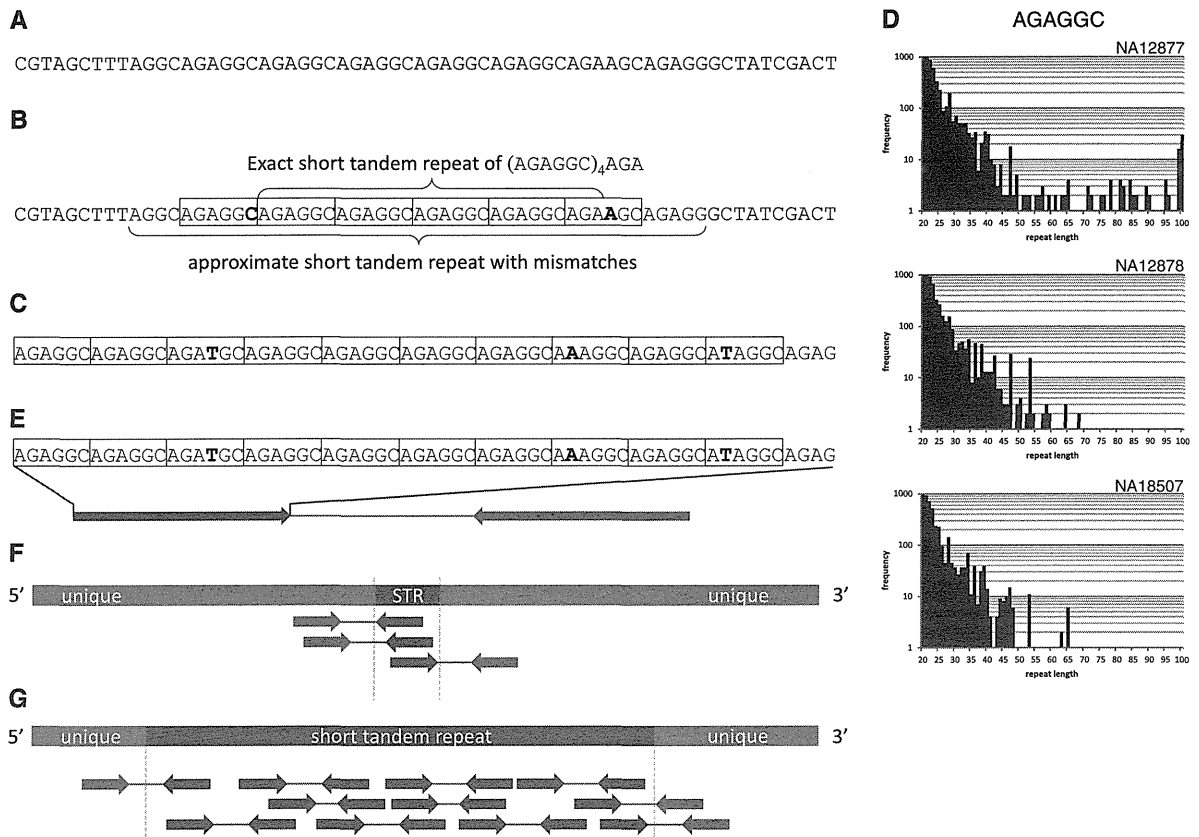 A
CGTAGCTTTAGGCAGAGGCAGAGGCAGAGGCAGAGGCAGAGGCAGAAGCAGAGGGCTATCGACT
B
Exact short tandem repeat of (AGAGGC)4AGA
CGTAGCTTTAGGCAGAGGCAGAGGCAGAGGCAGAGGCAGAGGCAGAAGCAGAGGGCTATCGACT
approximate short tandem repeat with mismatches
C
AGAGGCAGAGGCAGATGCAGAGGCAGAGGCAGAGGCAGAGGCAAAGGCAGAGGCATAGGCAGAG
E
AGAGGCAGAGGCAGATGCAGAGGCAGAGGCAGAGGCAGAGGCAAAGGCAGAGGCATAGGCAGAG
F
5’ unique STR unique 3’
G
5’ unique short tandem repeat unique 3’
D AGAGGC
NA12877
1000
100
10
1
frequency
20 25 30 35 40 45 50 55 60 65 70 75 80 85 90 95 100
repeat length
NA12878
1000
100
10
1
frequency
20 25 30 35 40 45 50 55 60 65 70 75 80 85 90 95 100
repeat length
NA18507
1000
100
10
1
frequency
20 25 30 35 40 45 50 55 60 65 70 75 80 85 90 95 100
repeat length